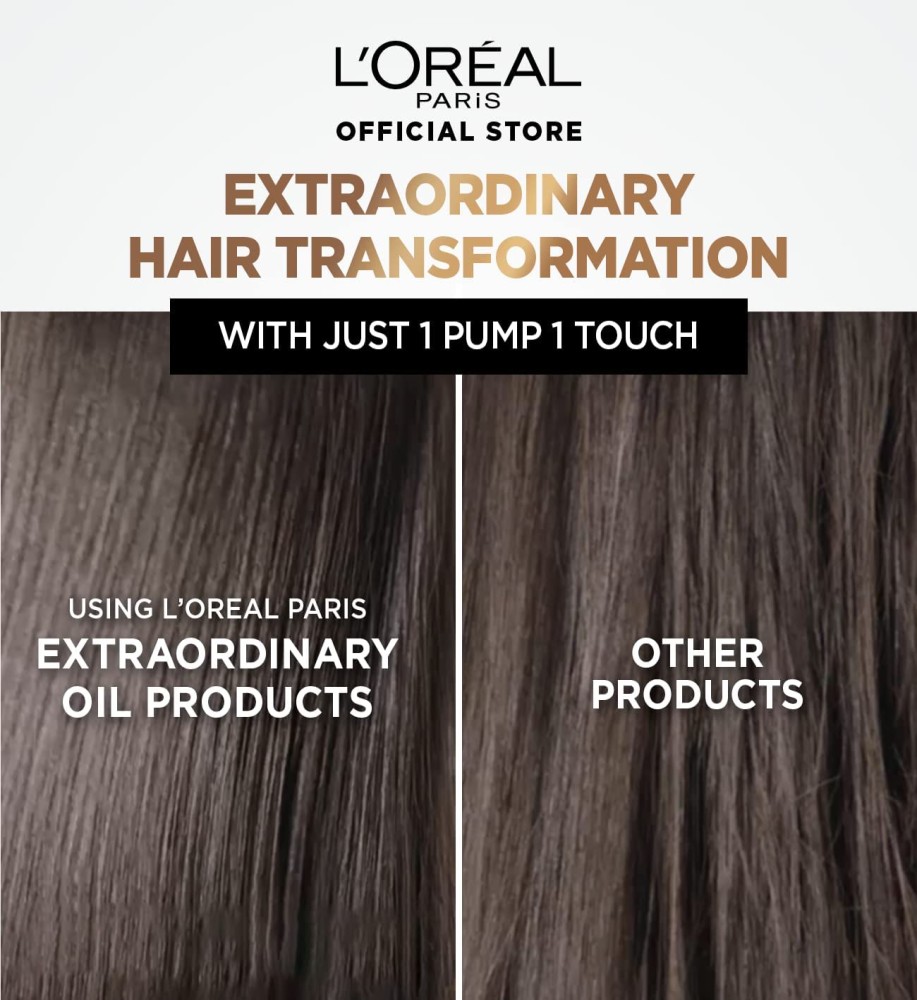 L'ORÉAL
PARiS
OFFICIAL STORE
EXTRAORDINARY
HAIR TRANSFORMATION
WITH JUST 1 PUMP 1 TOUCH
USING L'OREAL PARIS
EXTRAORDINARY
OIL PRODUCTS
OTHER
PRODUCTS